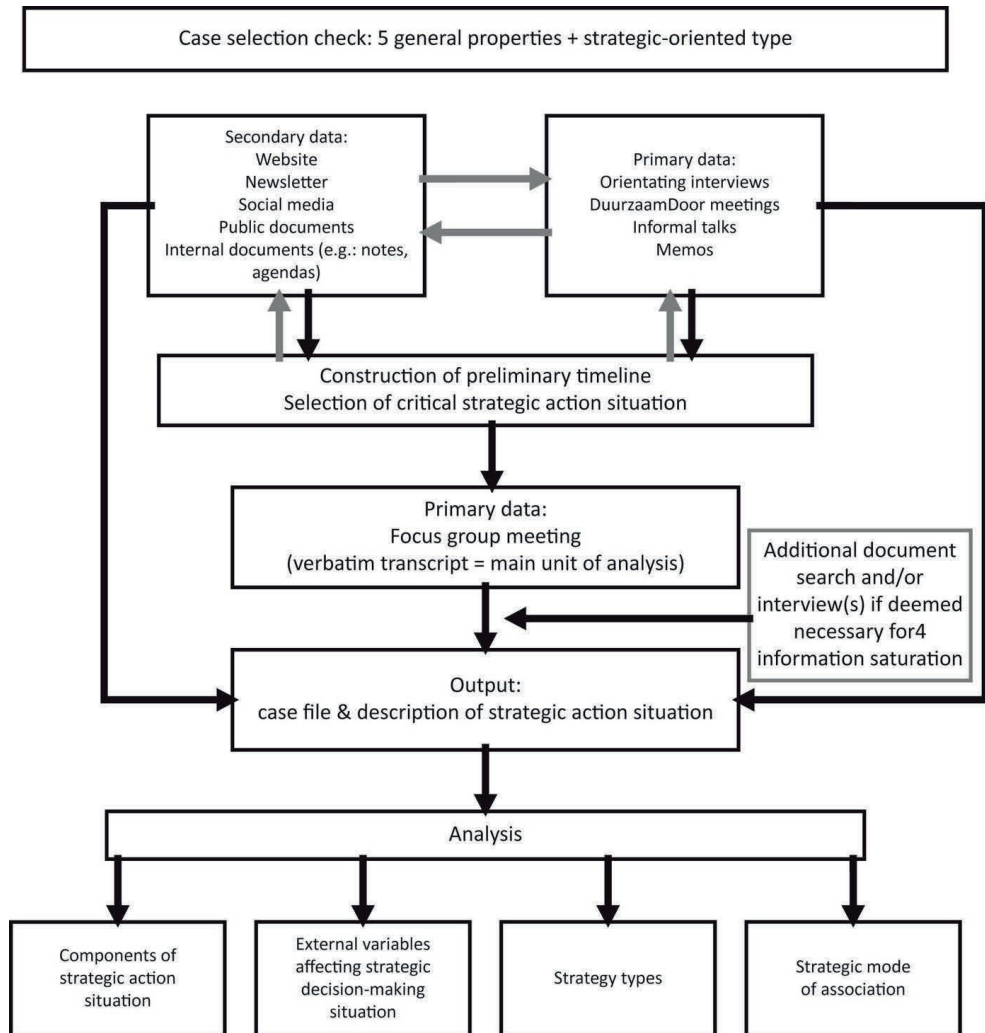 Case selection check: 5 general properties + strategic-oriented type
Secondary data:
Website
Newsletter
Social media
Public documents
Internal documents (e.g.: notes,
agendas)
Primary data:
Orientating interviews
DuurzaamDoor meetings
Informal talks
Memos
Construction of preliminary timeline
Selection of critical strategic action situation
Primary data:
Focus group meeting
(verbatim transcript = main unit of analysis)
Additional document
search and/or
interview(s) if deemed
necessary for4
information saturation
Output:
case file & description of strategic action situation
Analysis
Components of
strategic action
situation
External variables
affecting strategic
decision-making
situation
Strategy types
Strategic mode
of association